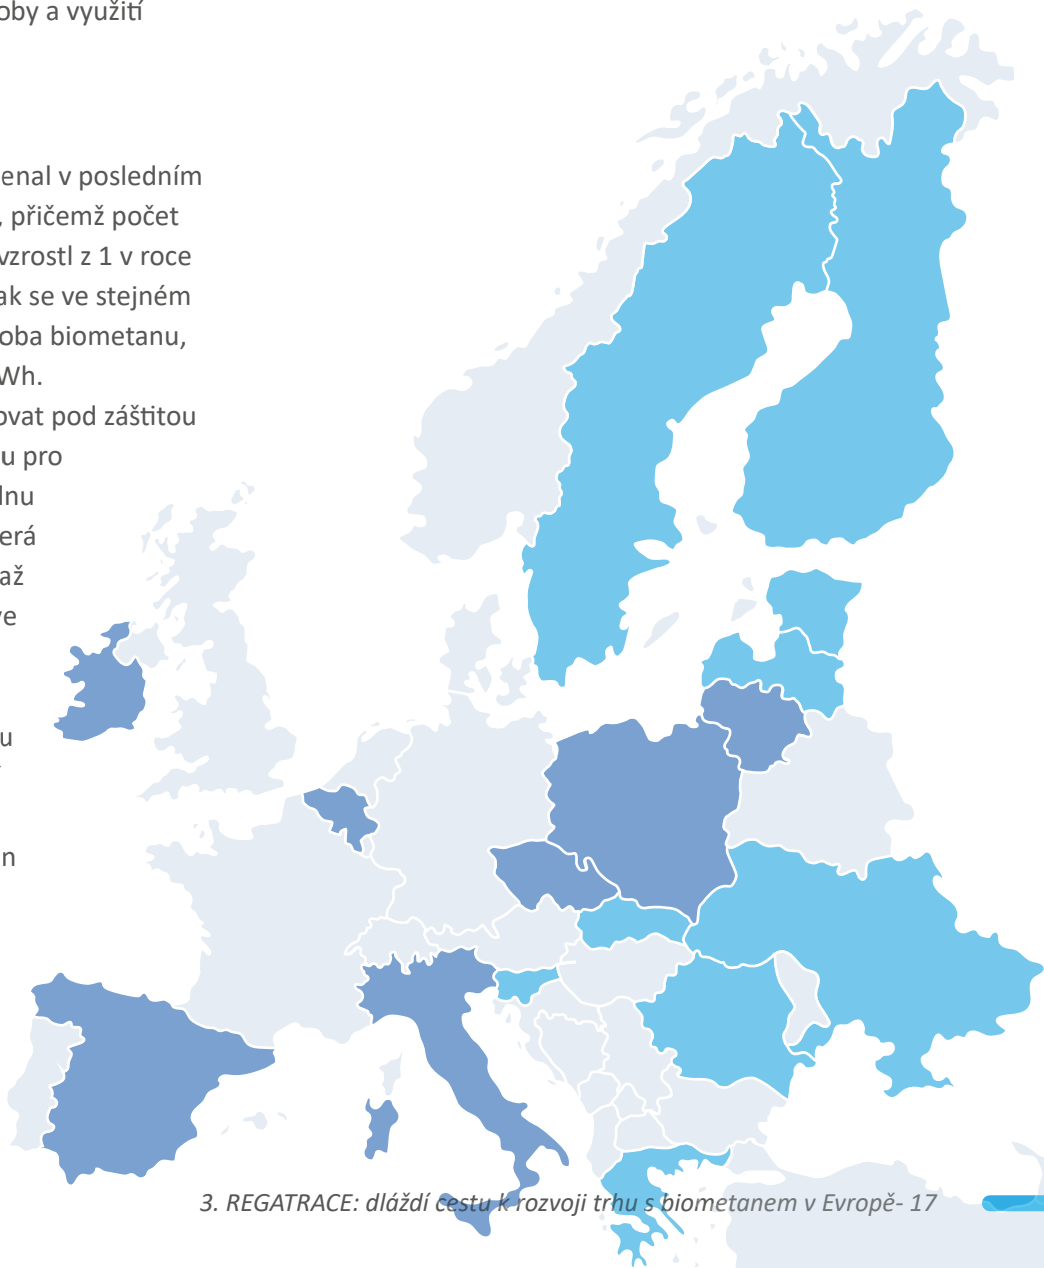 oby a využití
enal v posledním
, přičemž počet
vzrostl z 1 v roce
ak se ve stejném
oba biometanu,
Wh.
ovat pod záštitou
u pro
dnu
erá
až
ve
u
n
3. REGATRACE: dláždí cestu k rozvoji trhu s biometanem v Evropě- 17